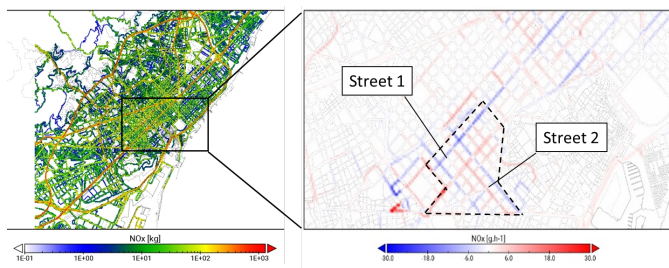 Street 1
Street 2
NOx [kg]
1E-01 1E+00 1E+01 1E+02 1E+03
NOx [g.h-1]
-30.0 -18.0 -6.0 6.0 18.0 30.0